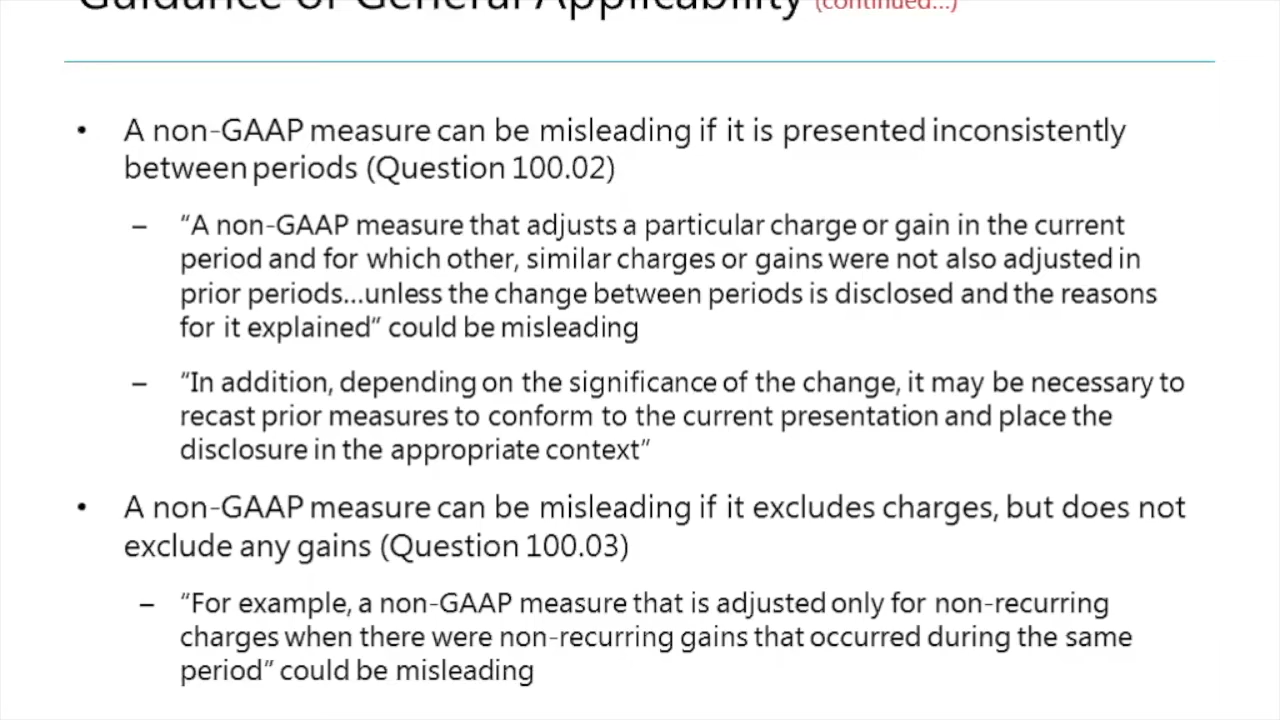 Guidance of General Applicability (continued...)
• A non-GAAP measure can be misleading if it is presented inconsistently
between periods (Question 100.02)
– “A non-GAAP measure that adjusts a particular charge or gain in the current
period and for which other, similar charges or gains were not also adjusted in
prior periods...unless the change between periods is disclosed and the reasons
for it explained” could be misleading
– “In addition, depending on the significance of the change, it may be necessary to
recast prior measures to conform to the current presentation and place the
disclosure in the appropriate context”
• A non-GAAP measure can be misleading if it excludes charges, but does not
exclude any gains (Question 100.03)
– “For example, a non-GAAP measure that is adjusted only for non-recurring
charges when there were non-recurring gains that occurred during the same
period” could be misleading